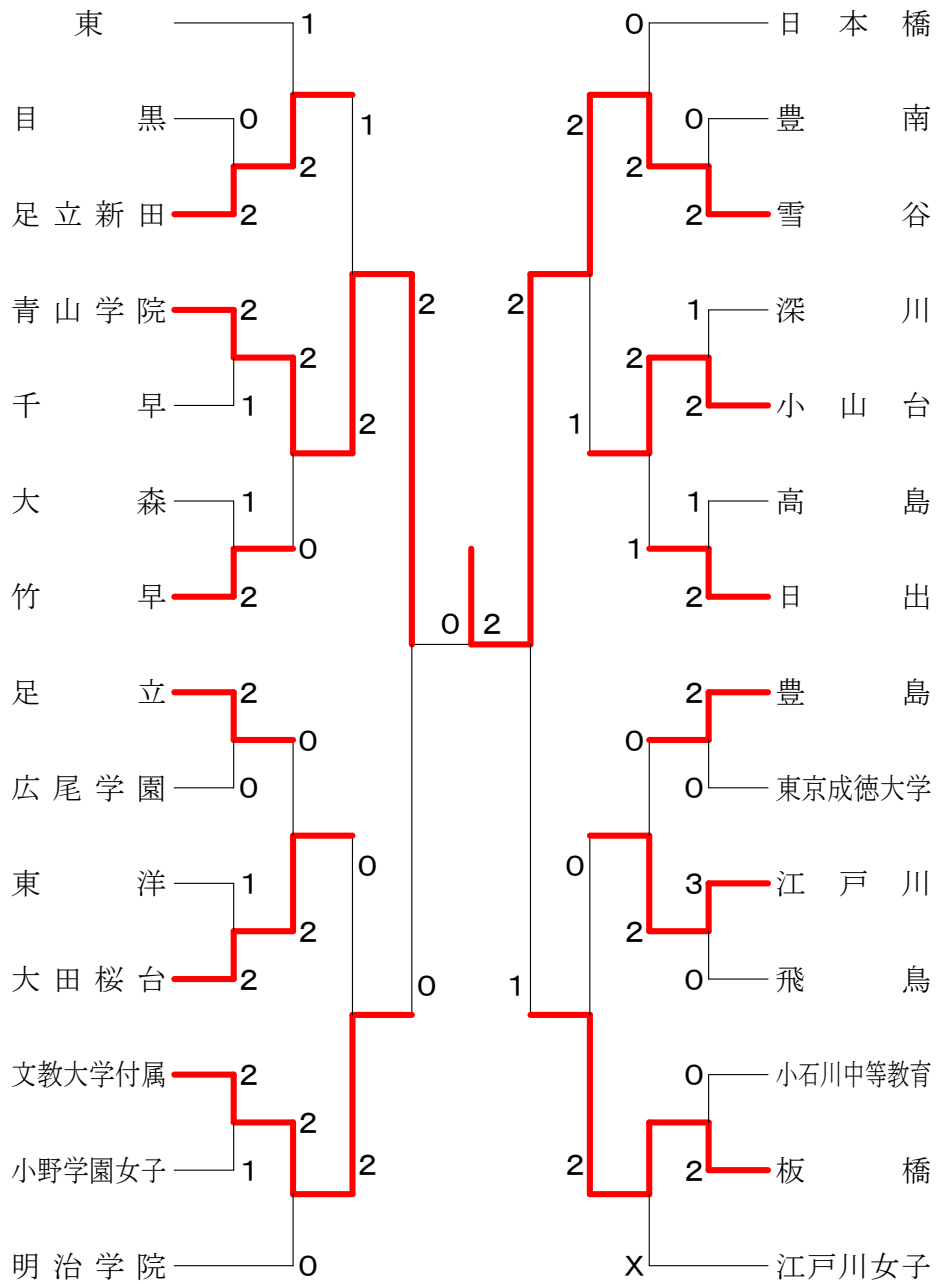 東 1 0 日本橋
目黒 0 1 2 0 豊南
2 2
足立新田 2 2 雪谷
青山学院 2 2 2 1 深川
2 2
千早 1 2 1 2 小山台
大森 1 1 高島
0 1
竹早 2 2 日出
0 2
足立 2 2 豊島
0 0
広尾学園 0 0 東京成徳大学
0 0
東洋 1 3 江戸川
2 2
大田桜台 2 0 1 0 飛鳥
文教大学付属 2 0 小石川中等教育
2
小野学園女子 1 2 2 2 板橋
明治学院 0 X 江戸川女子